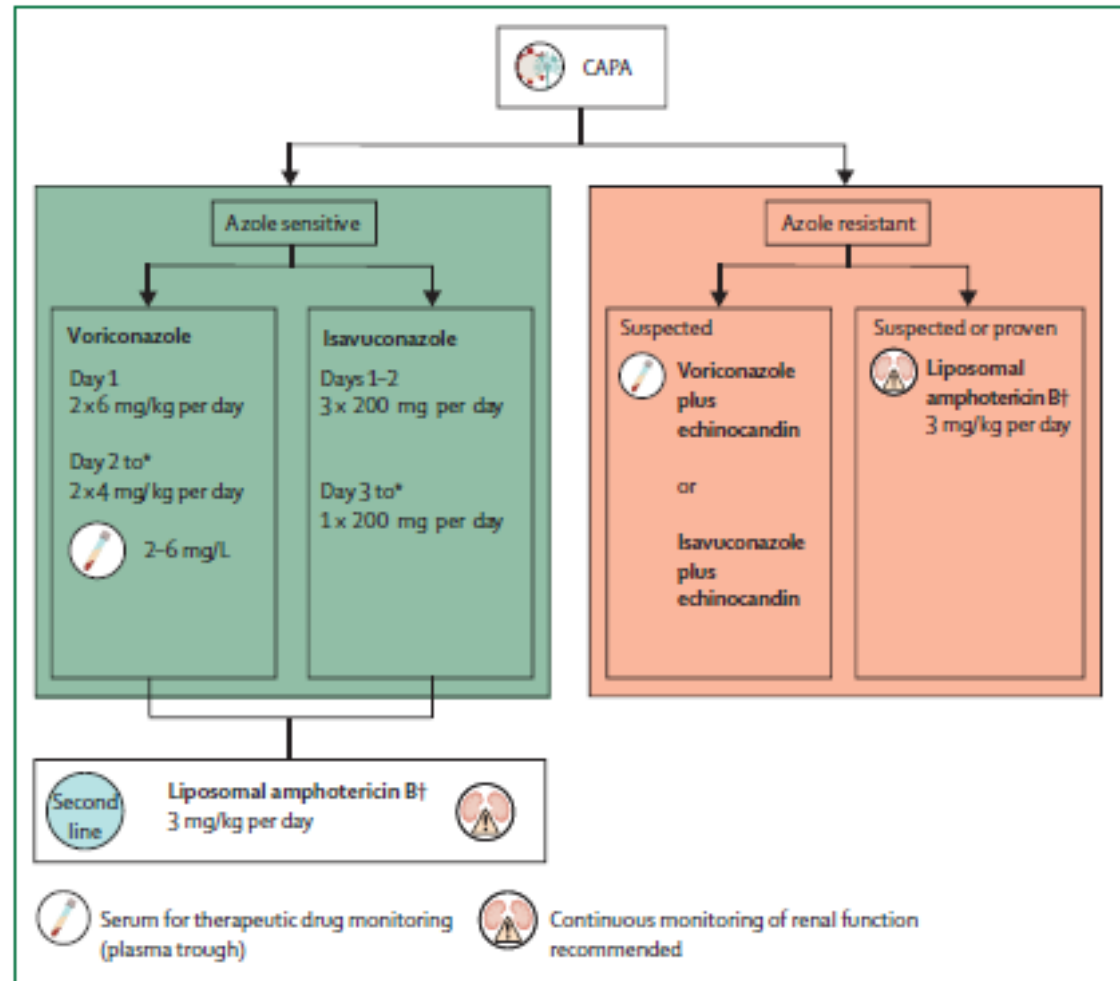 CAPA
Azole sensitive
Voriconazole
Day 1
2×6 mg/kg per day
Day 2 to*
2×4 mg/kg per day
2–6 mg/L
Isavuconazole
Days 1–2
3× 200 mg per day
Day 3 to*
1× 200 mg per day
Azole resistant
Suspected
Voriconazole
plus
echinocandin
or
Isavuconazole
plus
echinocandin
Suspected or proven
Liposomal
amphotericin B†
3 mg/kg per day
Second
line
Liposomal amphotericin B†
3 mg/kg per day
Serum for therapeutic drug monitoring
(plasma trough)
Continuous monitoring of renal function
recommended